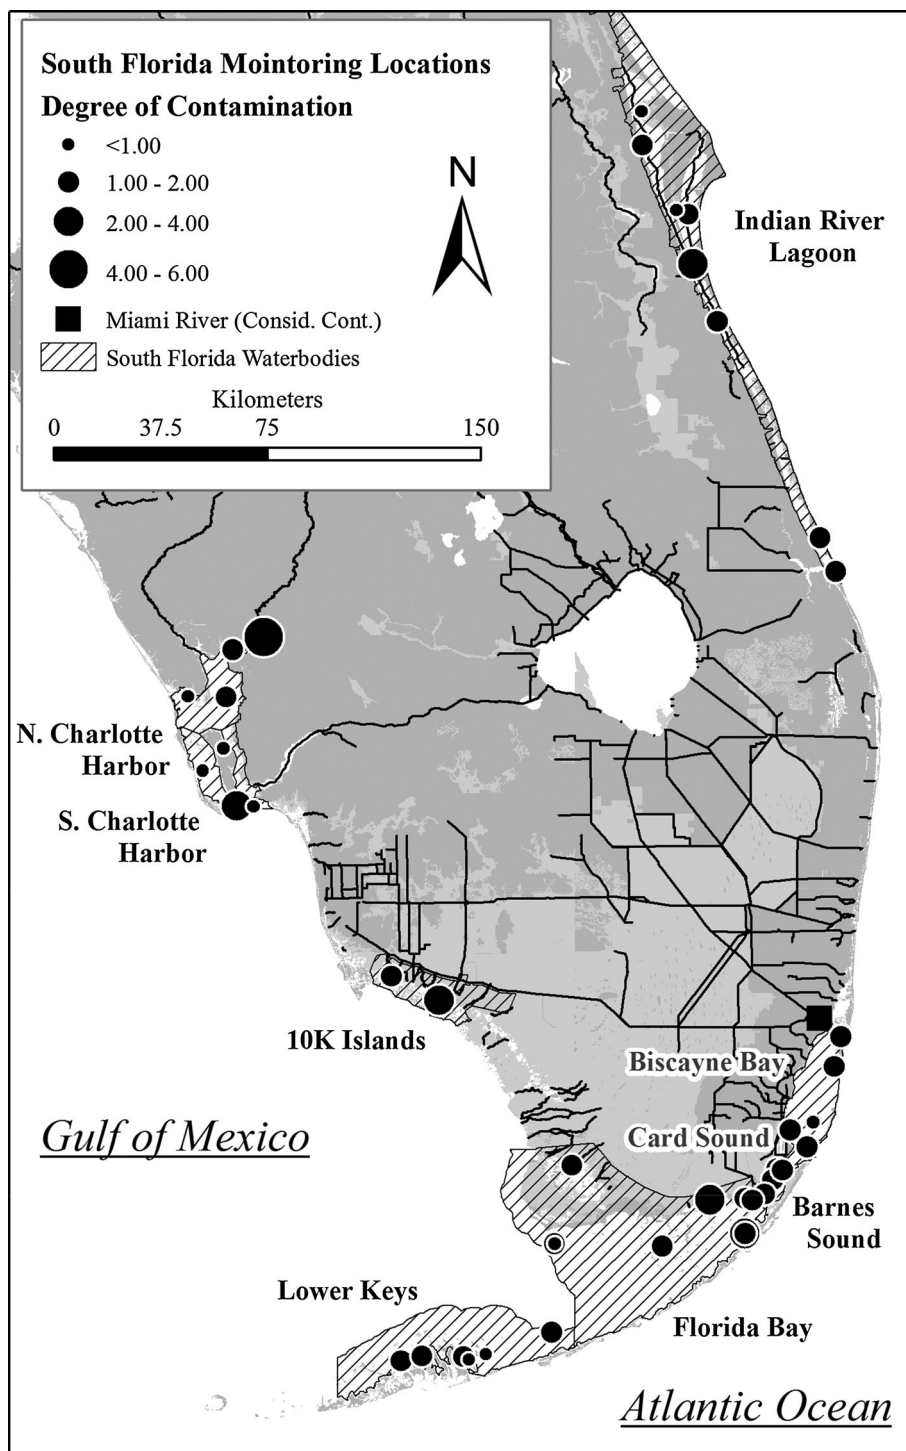 South Florida Mointoring Locations
Degree of Contamination
<1.00
1.00 - 2.00
2.00 - 4.00
4.00 - 6.00
Miami River (Consid. Cont.)
South Florida Waterbodies
Kilometers
0 37.5 75 150
N
Indian River
Lagoon
N. Charlotte
Harbor
S. Charlotte
Harbor
10K Islands
Biscayne Bay
Gulf of Mexico
Card Sound
Barnes
Sound
Lower Keys
Florida Bay
Atlantic Ocean